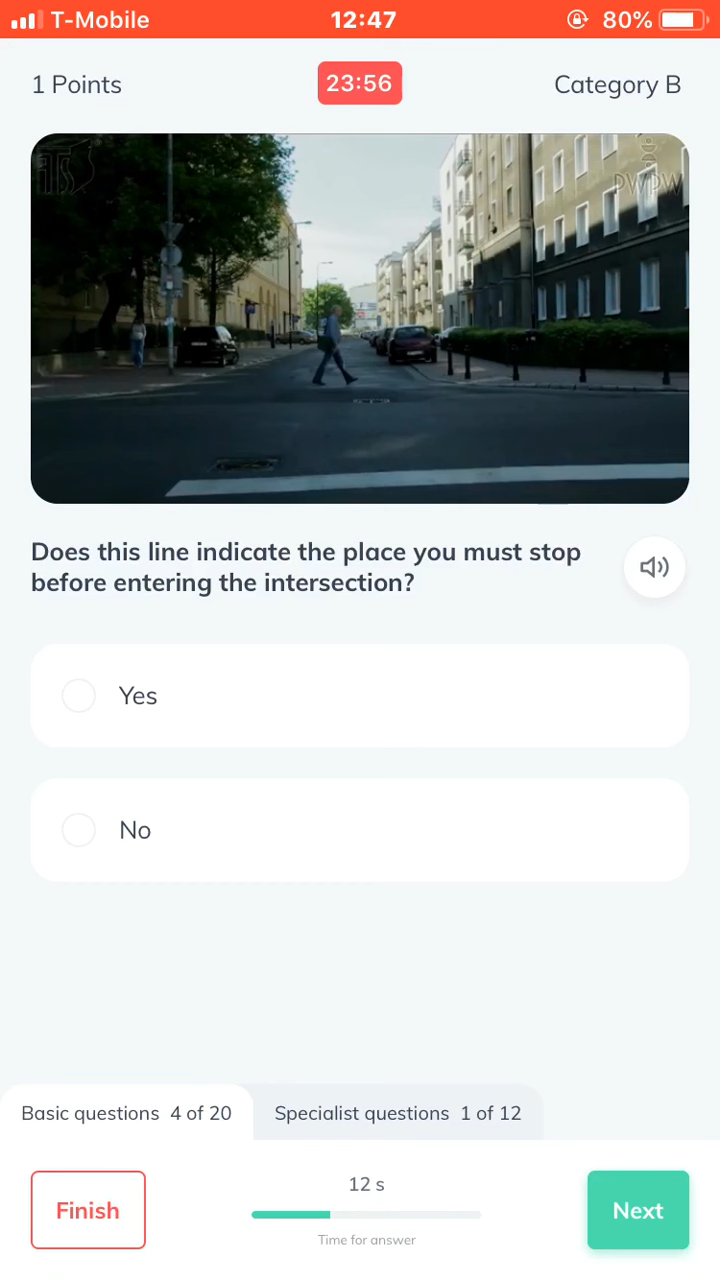 T-Mobile 12:47 80%
1 Points 23:56 Category B
ITS PWPW
Does this line indicate the place you must stop
before entering the intersection?
Yes
No
Basic questions 4 of 20 Specialist questions 1 of 12
Finish
12 s
Time for answer
Next